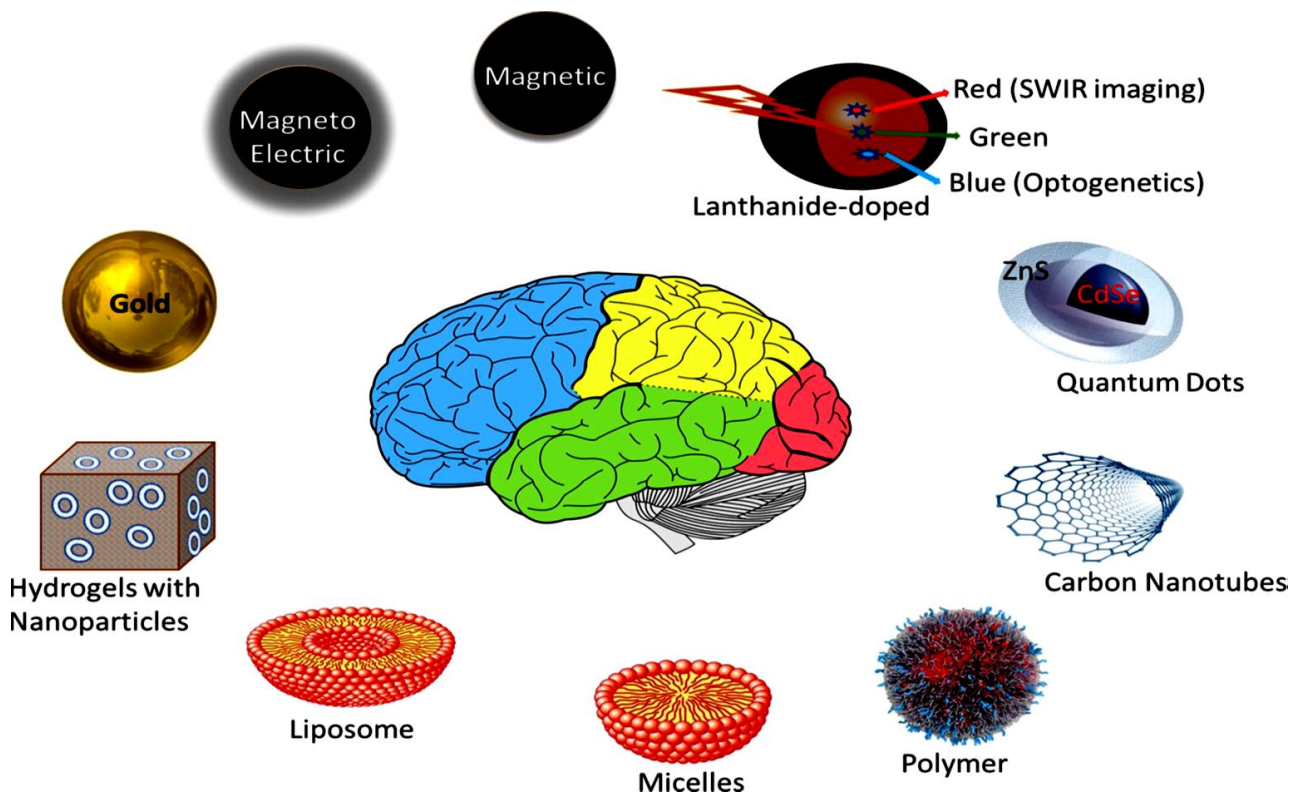 Magnetic
Magneto
Electric
Red (SWIR imaging)
Green
Blue (Optogenetics)
Lanthanide-doped
Gold
ZnS
CdSe
Quantum Dots
Hydrogels with
Nanoparticles
Carbon Nanotubes
Liposome
Micelles
Polymer